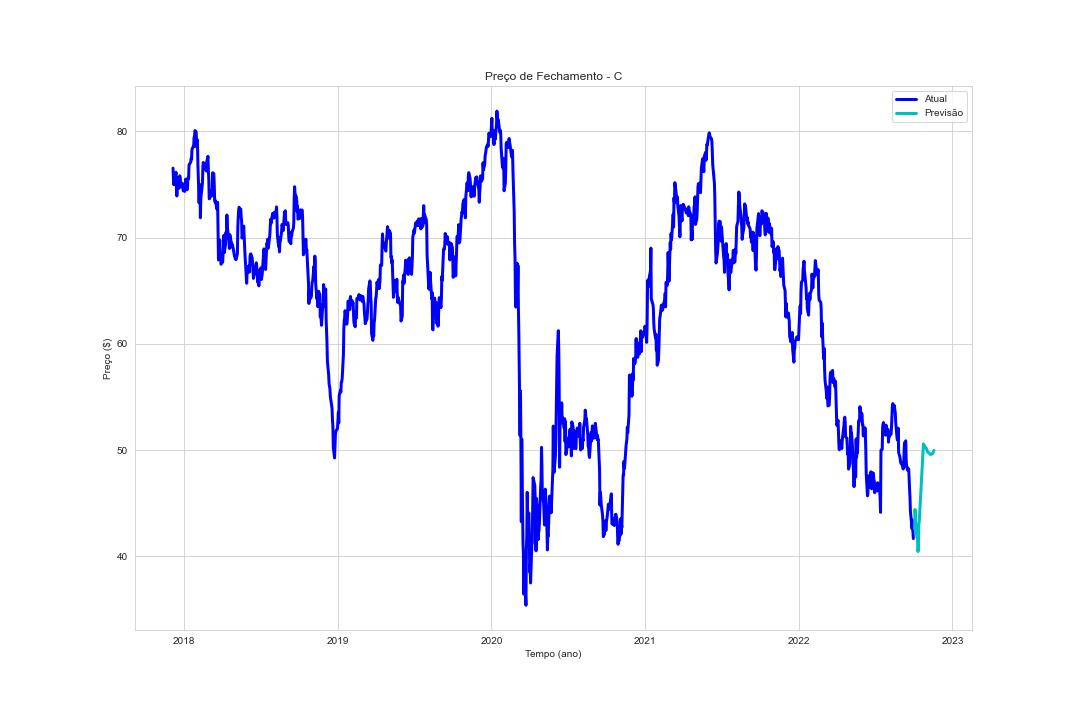 Preço de Fechamento - C
Atual
Previsão
Preço ($)
80
70
60
50
40
2018
2019
2020
2021
2022
2023
Tempo (ano)